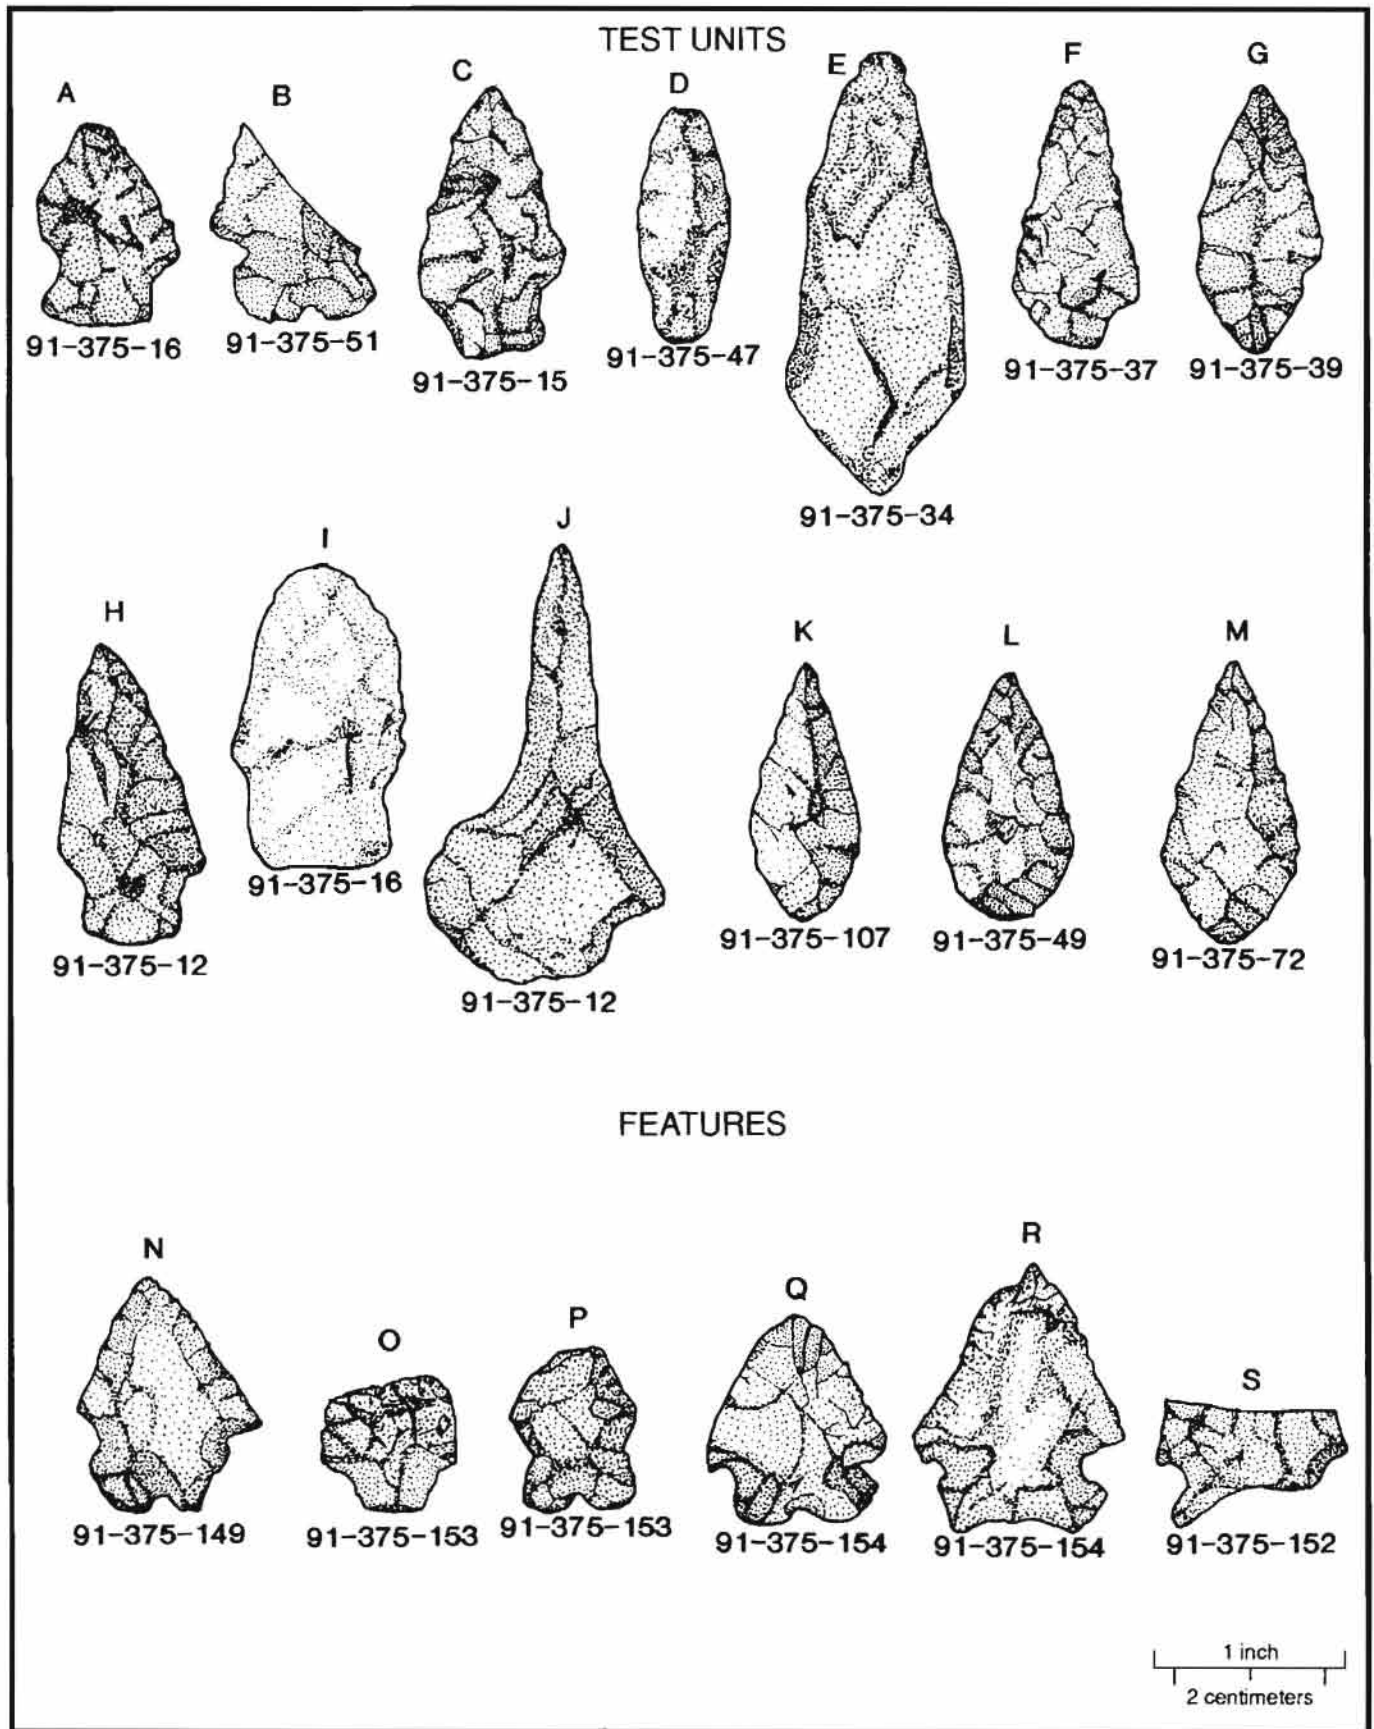 TEST UNITS
A B C D E F G
91-375-16 91-375-51 91-375-15 91-375-47 91-375-34 91-375-37 91-375-39
H I J K L M
91-375-12 91-375-16 91-375-12 91-375-107 91-375-49 91-375-72
FEATURES
N O P Q R S
91-375-149 91-375-153 91-375-153 91-375-154 91-375-154 91-375-152
1 inch
2 centimeters